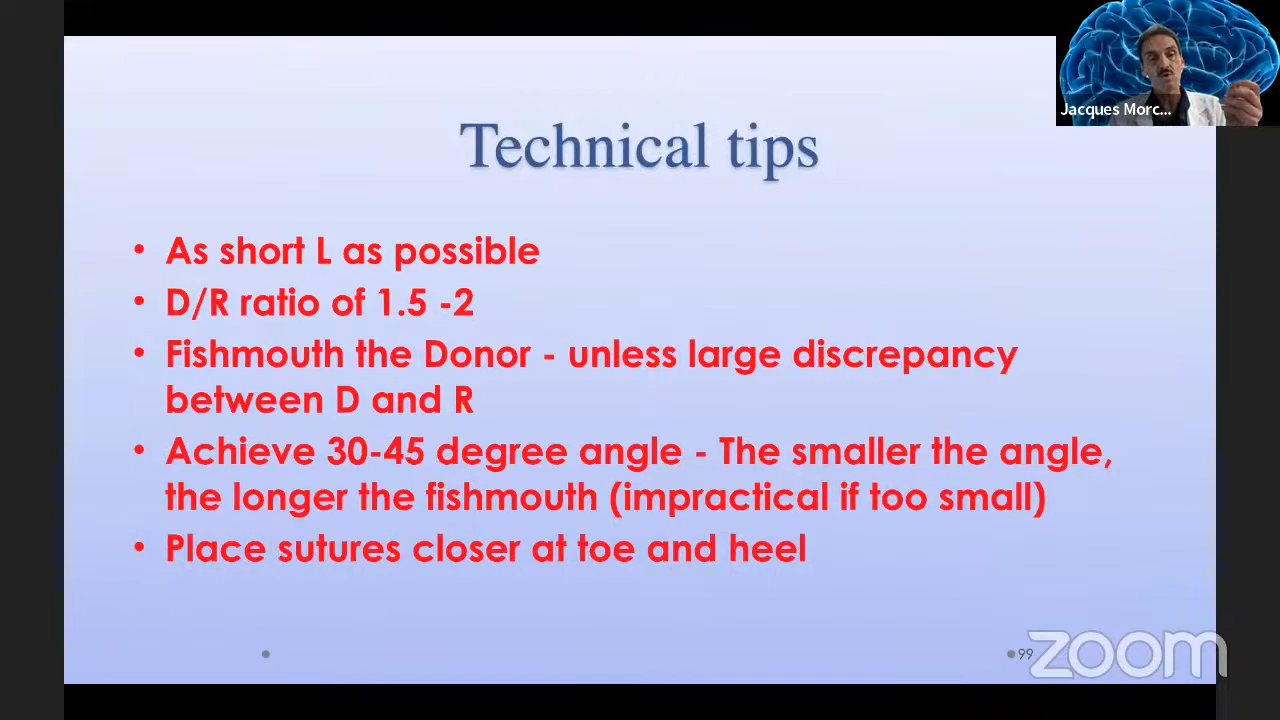 Jacques Morc...
Technical tips
• As short L as possible
• D/R ratio of 1.5 -2
• Fishmouth the Donor - unless large discrepancy
between D and R
• Achieve 30-45 degree angle - The smaller the angle,
the longer the fishmouth (impractical if too small)
• Place sutures closer at toe and heel
99
zoom